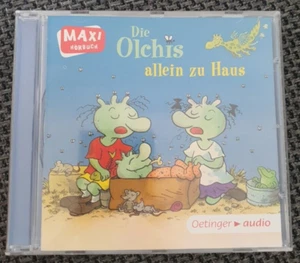 MAXI
HÖRBUCH
Die
Olchis
allein zu Haus
Oetinger audio